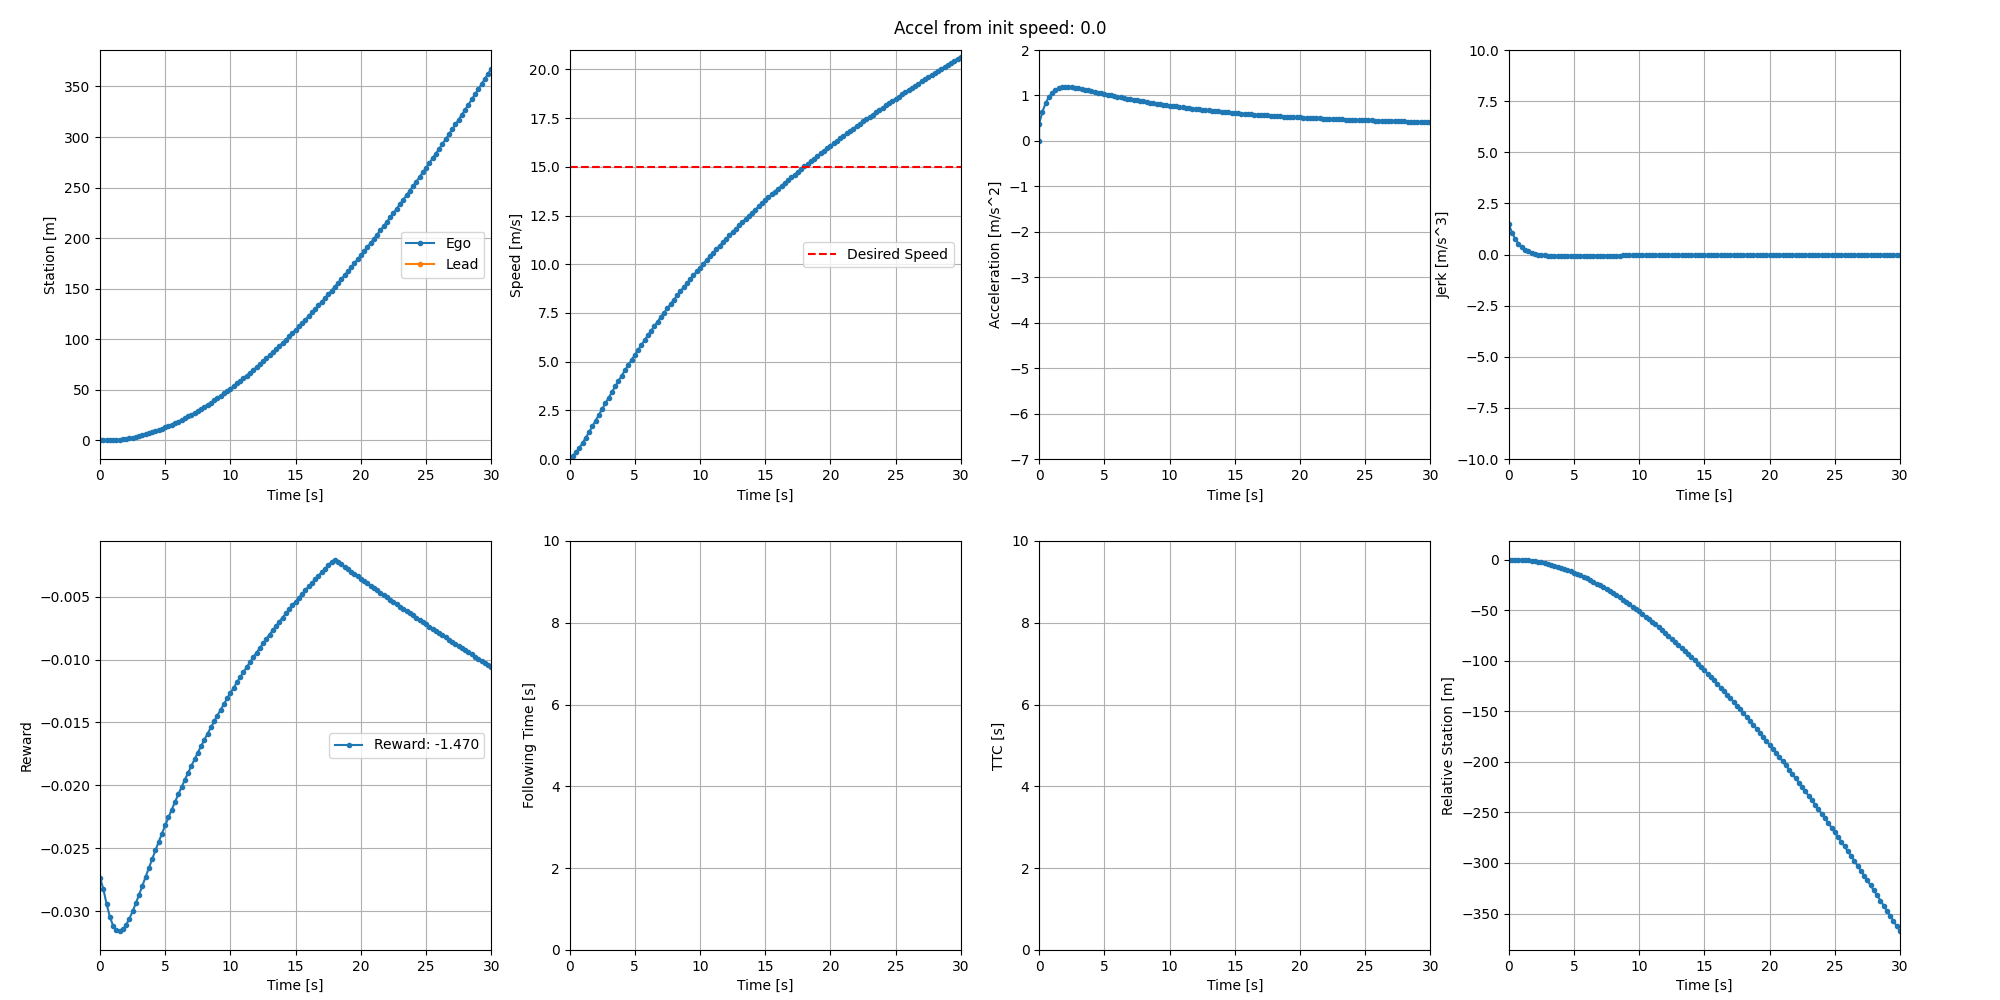 Accel from init speed: 0.0
Station [m]
350
300
250
200
150
100
50
0
Ego
Lead
0 5 10 15 20 25 30
Time [s]
Speed [m/s]
20.0
17.5
15.0
12.5
10.0
7.5
5.0
2.5
0.0
Desired Speed
0 5 10 15 20 25 30
Time [s]
Acceleration [m/s^2]
2
1
0
−1
−2
−3
−4
−5
−6
−7
0 5 10 15 20 25 30
Time [s]
Jerk [m/s^3]
10.0
7.5
5.0
2.5
0.0
−2.5
−5.0
−7.5
−10.0
0 5 10 15 20 25 30
Time [s]
Reward
−0.005
−0.010
−0.015
−0.020
−0.025
−0.030
Reward: -1.470
0 5 10 15 20 25 30
Time [s]
Following Time [s]
10
8
6
4
2
0
0 5 10 15 20 25 30
Time [s]
TTC [s]
10
8
6
4
2
0
0 5 10 15 20 25 30
Time [s]
Relative Station [m]
0
−50
−100
−150
−200
−250
−300
−350
0 5 10 15 20 25 30
Time [s]